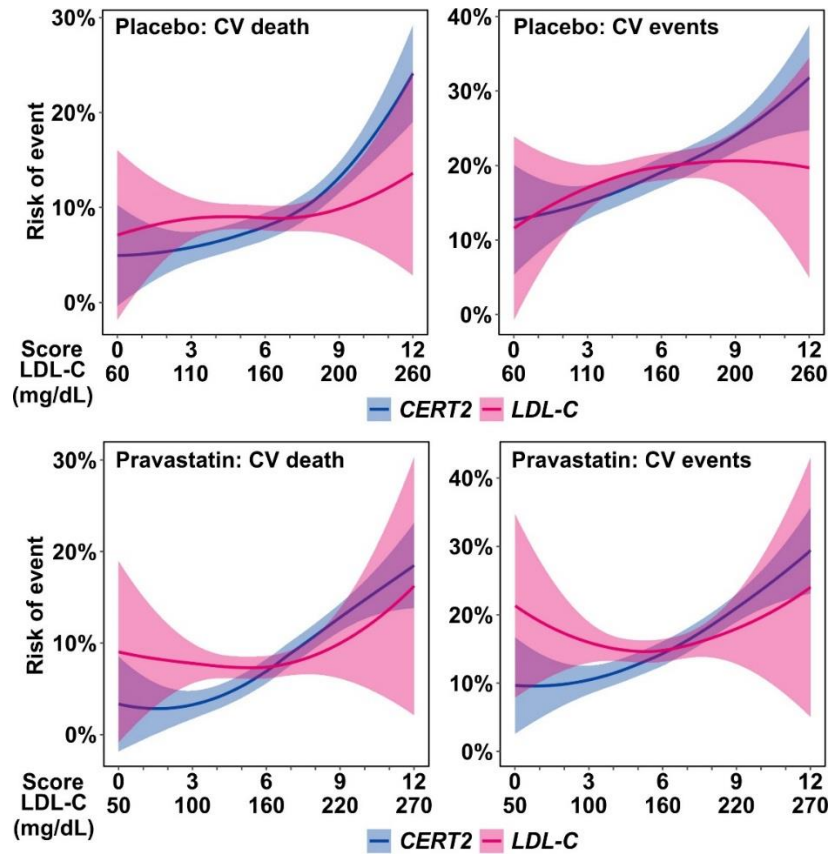 Placebo: CV death
30%
20%
10%
0%
Risk of event
Placebo: CV events
40%
30%
20%
10%
0%
Score 0 3 6 9 12 0 3 6 9 12
LDL-C 60 110 160 200 260 60 110 160 200 260
(mg/dL)
CERT2 LDL-C
Pravastatin: CV death
30%
20%
10%
0%
Risk of event
Pravastatin: CV events
40%
30%
20%
10%
0%
Score 0 3 6 9 12 0 3 6 9 12
LDL-C 50 100 160 220 270 50 100 160 220 270
(mg/dL)
CERT2 LDL-C